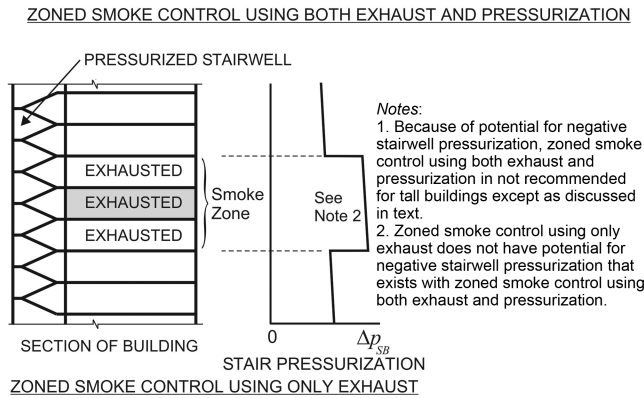 ZONED SMOKE CONTROL USING BOTH EXHAUST AND PRESSURIZATION
PRESSURIZED STAIRWELL
EXHAUSTED
EXHAUSTED
EXHAUSTED
Smoke
Zone
See
Note 2
0
Δp_SB
SECTION OF BUILDING
STAIR PRESSURIZATION
Notes:
1. Because of potential for negative
stairwell pressurization, zoned smoke
control using both exhaust and
pressurization in not recommended
for tall buildings except as discussed
in text.
2. Zoned smoke control using only
exhaust does not have potential for
negative stairwell pressurization that
exists with zoned smoke control using
both exhaust and pressurization.
ZONED SMOKE CONTROL USING ONLY EXHAUST